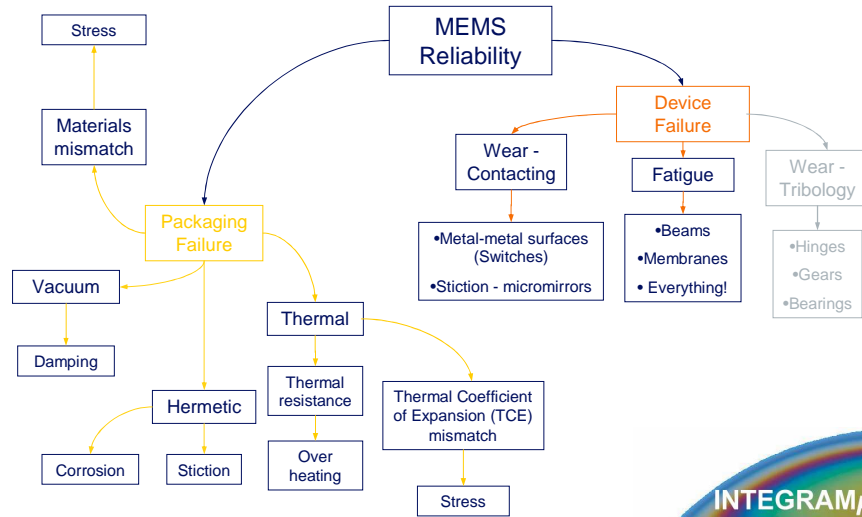 MEMS
Reliability
Stress
Materials
mismatch
Packaging
Failure
Vacuum
Damping
Hermetic
Corrosion
Stiction
Thermal
Thermal
resistance
Over
heating
Thermal Coefficient
of Expansion (TCE)
mismatch
Stress
Device
Failure
Wear -
Contacting
•Metal-metal surfaces
(Switches)
•Stiction - micromirrors
Fatigue
•Beams
•Membranes
• Everything!
Wear -
Tribology
•Hinges
•Gears
•Bearings
INTEGRAM